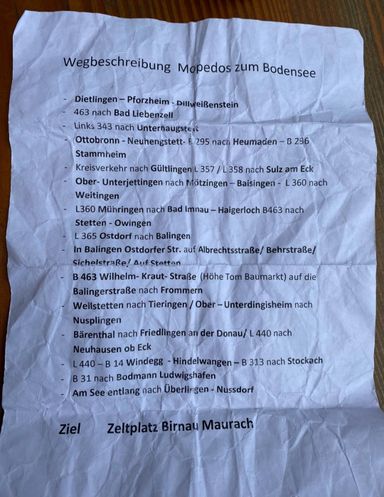 Wegbeschreibung Mopedos zum Bodensee
- Dietlingen – Pforzheim - Dillweißenstein
- 463 nach Bad Liebenzell
- Links 343 nach Unterhaugstett
- Ottobronn - Neuhengstett- B 295 nach Heumaden – B 296
Stammheim
- Kreisverkehr nach Gültlingen L 357 / L 358 nach Sulz am Eck
- Ober- Unterjettingen nach Mötzingen – Baisingen - L 360 nach
Weitingen
- L360 Mühringen nach Bad Imnau – Haigerloch B463 nach
Stetten - Owingen
- L 365 Ostdorf nach Balingen
- In Balingen Ostdorfer Str. auf Albrechtsstraße/ Behrstraße/
Sichelstraße/ Auf Stetten
- B 463 Wilhelm- Kraut- Straße (Höhe Tom Baumarkt) auf die
Balingerstraße nach Frommern
- Weilstetten nach Tieringen / Ober – Unterdingisheim nach
Nusplingen
- Bärenthal nach Friedlingen an der Donau/ L 440 nach
Neuhausen ob Eck
- L 440 – B 14 Windegg - Hindelwangen – B 313 nach Stockach
- B 31 nach Bodmann Ludwigshafen
- Am See entlang nach Überlingen - Nussdorf
Ziel Zeltplatz Birnau Maurach